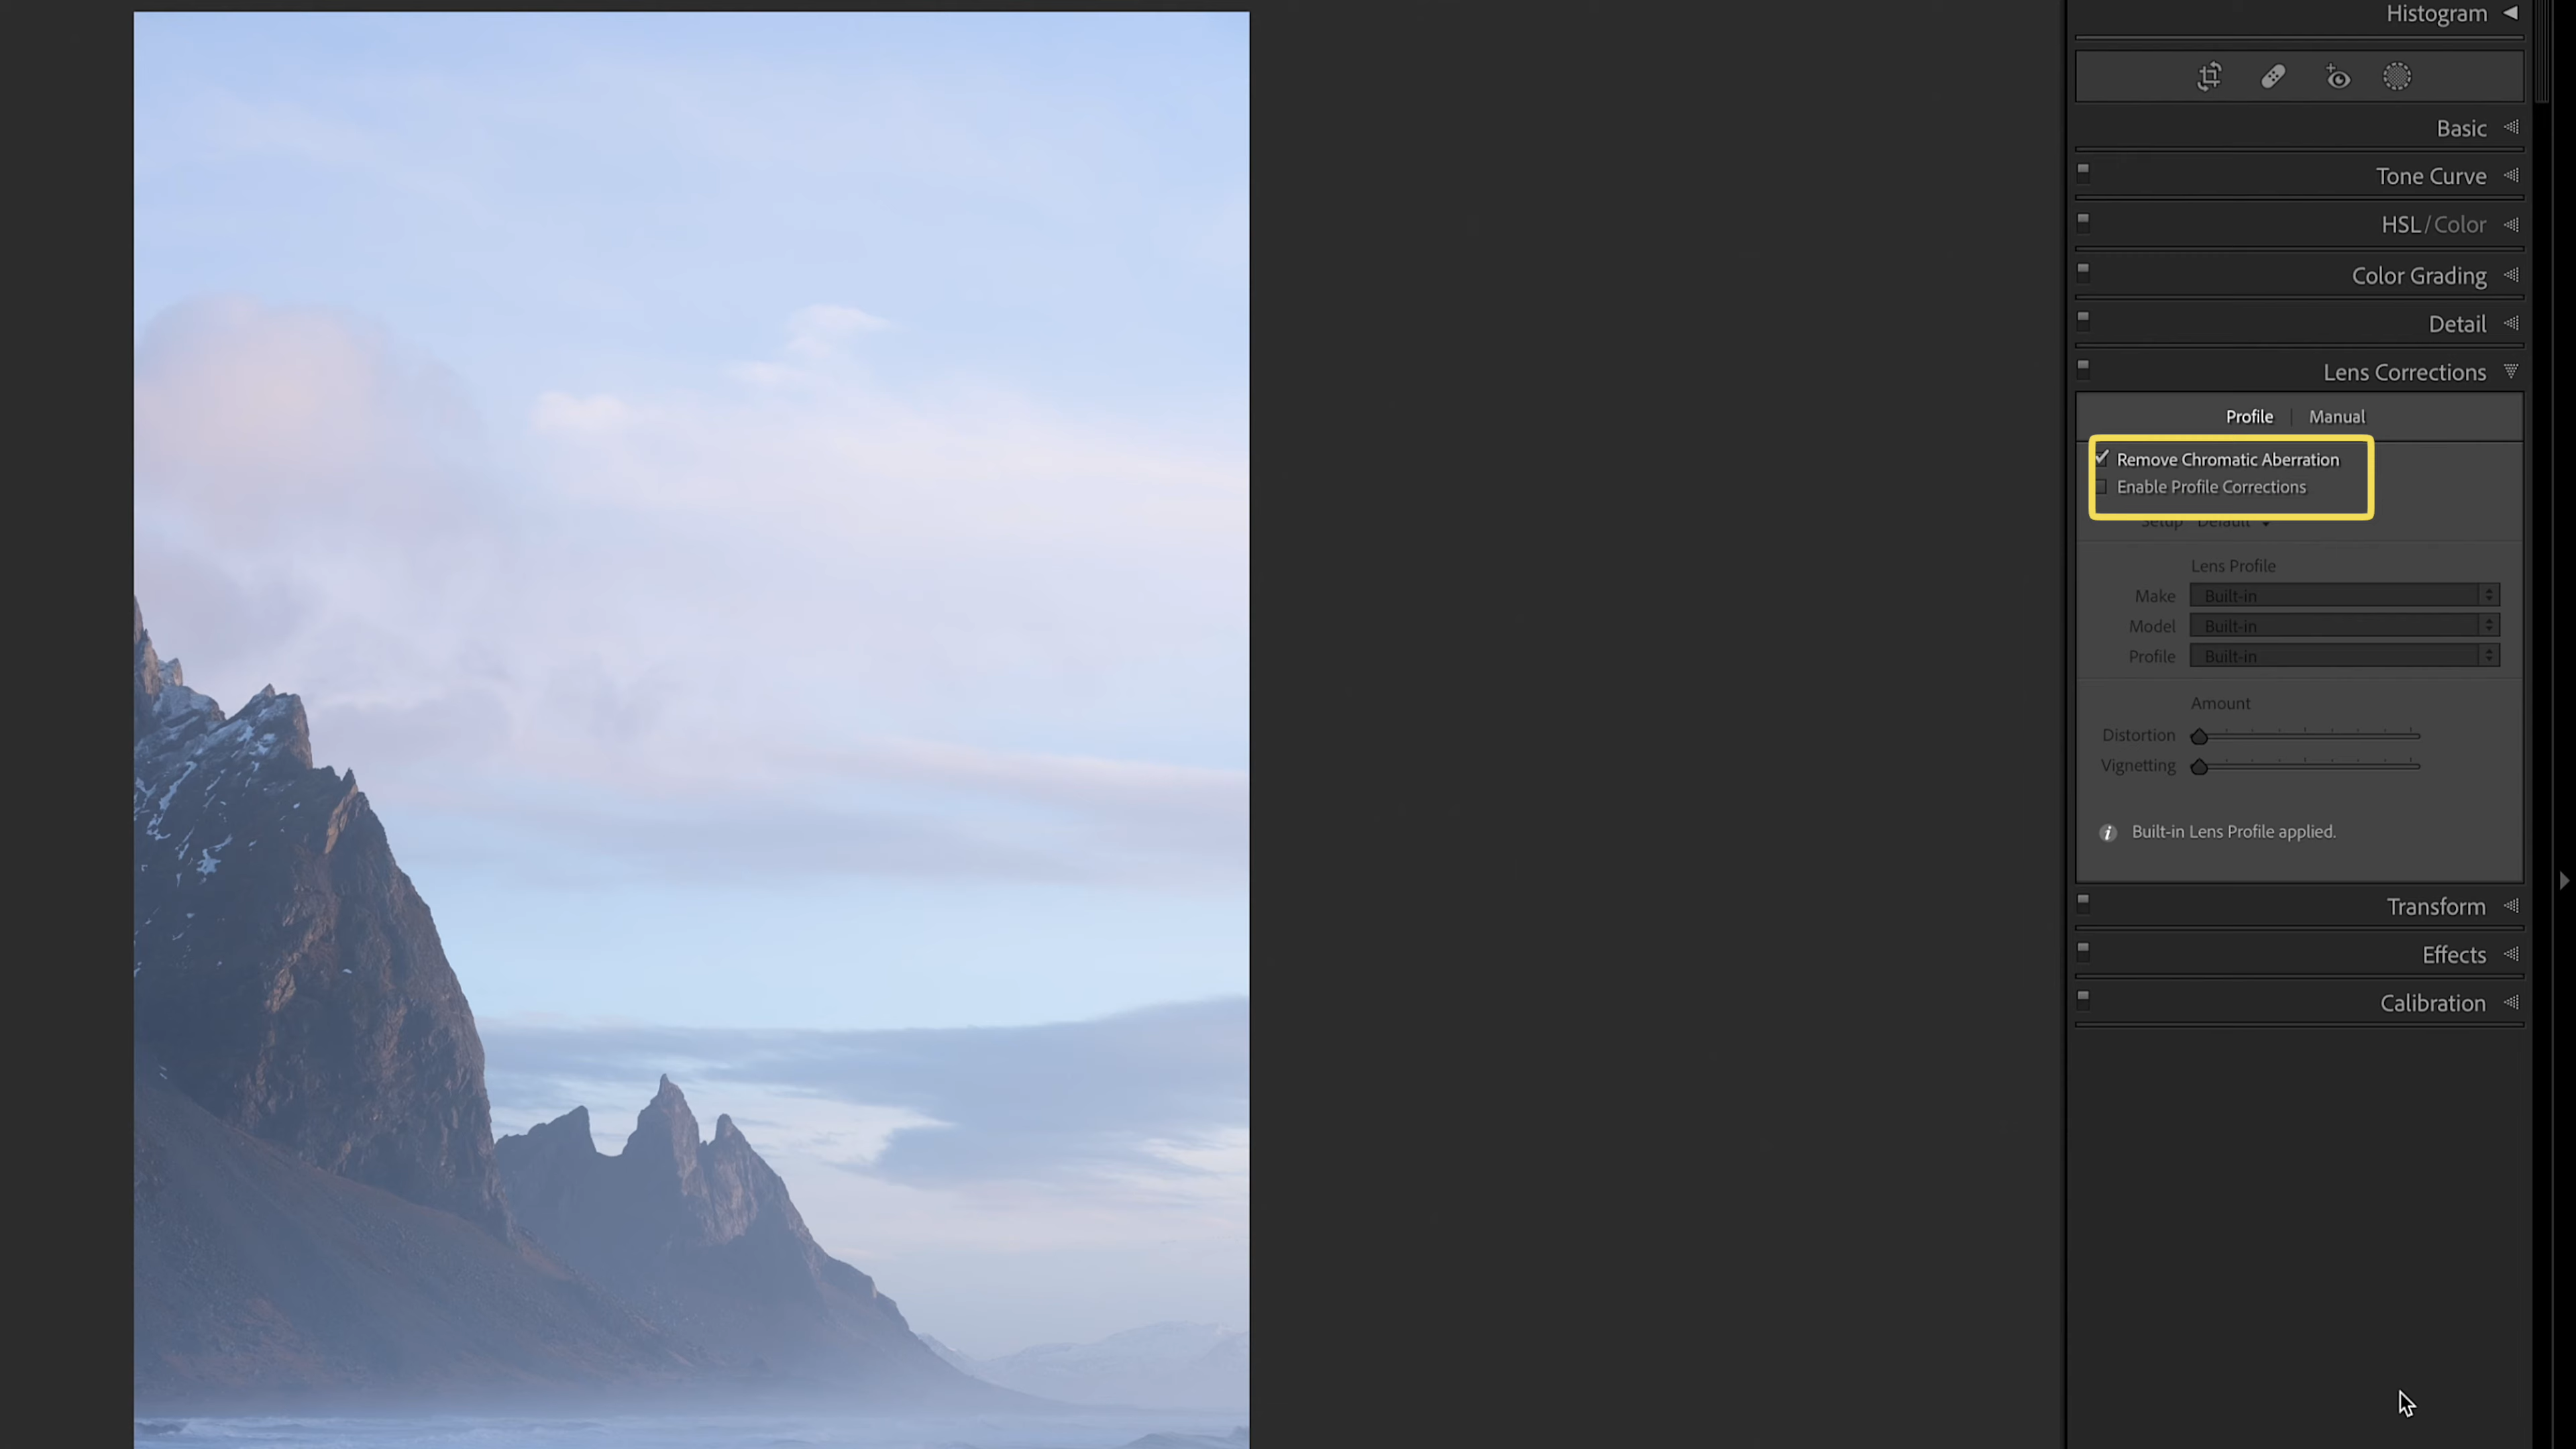 Histogram
Basic
Tone Curve
HSL / Color
Color Grading
Detail
Lens Corrections
Profile | Manual
Remove Chromatic Aberration
Enable Profile Corrections
Setup Default
Lens Profile
Make Built-in
Model Built-in
Profile Built-in
Amount
Distortion
Vignetting
Built-in Lens Profile applied.
Transform
Effects
Calibration